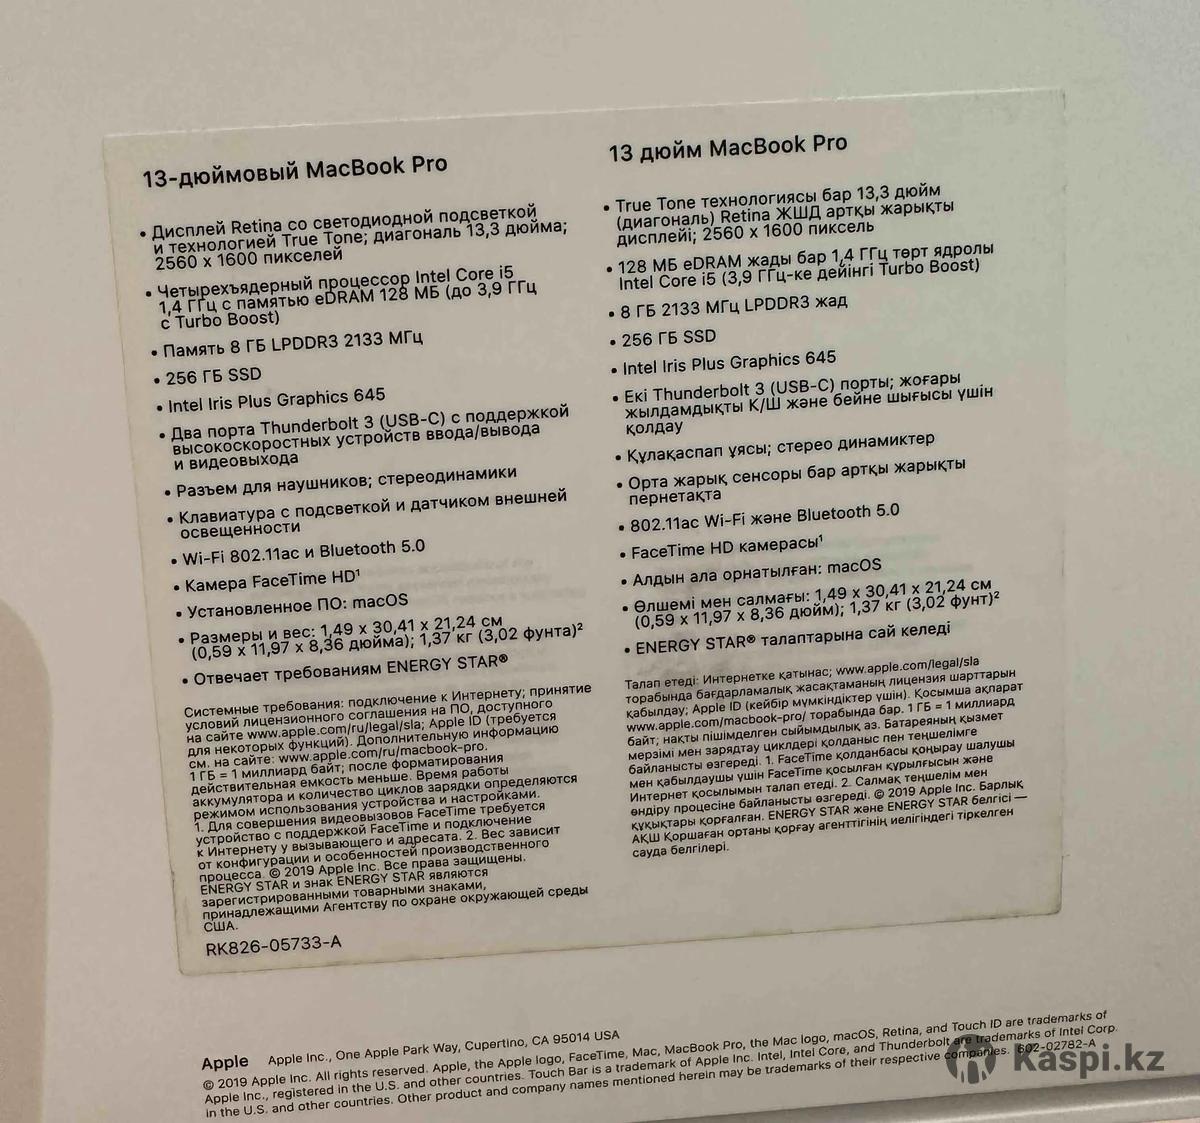 13-дюймовый MacBook Pro
• Дисплей Retina со светодиодной подсветкой
и технологией True Tone; диагональ 13,3 дюйма;
2560 x 1600 пикселей
• Четырехъядерный процессор Intel Core i5
1,4 ГГц с памятью eDRAM 128 МБ (до 3,9 ГГц
с Turbo Boost)
• Память 8 ГБ LPDDR3 2133 МГц
• 256 ГБ SSD
• Intel Iris Plus Graphics 645
• Два порта Thunderbolt 3 (USB-C) с поддержкой
высокоскоростных устройств ввода/вывода
и видеовыхода
• Разъем для наушников; стереодинамики
• Клавиатура с подсветкой и датчиком внешней
освещенности
• Wi-Fi 802.11ac и Bluetooth 5.0
• Камера FaceTime HD¹
• Установленное ПО: macOS
• Размеры и вес: 1,49 x 30,41 x 21,24 см
(0,59 x 11,97 x 8,36 дюйма); 1,37 кг (3,02 фунта)²
• Отвечает требованиям ENERGY STAR®
Системные требования: подключение к Интернету; принятие
условий лицензионного соглашения на ПО, доступного
на сайте www.apple.com/ru/legal/sla; Apple ID (требуется
для некоторых функций). Дополнительную информацию
см. на сайте: www.apple.com/ru/macbook-pro.
1 ГБ = 1 миллиард байт; после форматирования
действительная емкость меньше. Время работы
аккумулятора и количество циклов зарядки определяются
режимом использования устройства и настройками.
1. Для совершения видеовызовов FaceTime требуется
устройство с поддержкой FaceTime и подключение
к Интернету у вызывающего и адресата. 2. Вес зависит
от конфигурации и особенностей производственного
процесса. © 2019 Apple Inc. Все права защищены.
ENERGY STAR и знак ENERGY STAR являются
зарегистрированными товарными знаками,
принадлежащими Агентству по охране окружающей среды
США.
RK826-05733-A
13 дюйм MacBook Pro
• True Tone технологиясы бар 13,3 дюйм
(диагональ) Retina ЖШД артқы жарықты
дисплейі; 2560 x 1600 пиксель
• 128 МБ eDRAM жады бар 1,4 ГГц төрт ядролы
Intel Core i5 (3,9 ГГц-ке дейінгі Turbo Boost)
• 8 ГБ 2133 МГц LPDDR3 жад
• 256 ГБ SSD
• Intel Iris Plus Graphics 645
• Екі Thunderbolt 3 (USB-C) порты; жоғары
жылдамдықты К/Ш және бейне шығысы үшін
қолдау
• Құлақаспап ұясы; стерео динамиктер
• Орта жарық сенсоры бар артқы жарықты
пернетақта
• 802.11ac Wi-Fi және Bluetooth 5.0
• FaceTime HD камерасы¹
• Алдын ала орнатылған: macOS
• Өлшемі мен салмағы: 1,49 x 30,41 x 21,24 см
(0,59 x 11,97 x 8,36 дюйм); 1,37 кг (3,02 фунт)²
• ENERGY STAR® талаптарына сай келеді
Талап етеді: Интернетке қатынас; www.apple.com/legal/sla
торабында бағдарламалық жасақтаманың лицензия шарттарын
қабылдау; Apple ID (кейбір мүмкіндіктер үшін). Қосымша ақпарат
www.apple.com/macbook-pro/ торабында бар. 1 ГБ = 1 миллиард
байт; нақты пішімделген сыйымдылық аз. Батареяның қызмет
мерзімі мен зарядтау циклдері қолданыс пен теңшелімге
байланысты өзгереді. 1. FaceTime қолданбасы қоңырау шалушы
мен қабылдаушы үшін FaceTime қосылған құрылғысын және
Интернет қосылымын талап етеді. 2. Салмақ теңшелім мен
өндіру процесіне байланысты өзгереді. © 2019 Apple Inc. Барлық
құқықтары қорғалған. ENERGY STAR және ENERGY STAR белгісі —
АҚШ Қоршаған ортаны қорғау агенттігінің иелігіндегі тіркелген
сауда белгілері.
Apple Apple Inc., One Apple Park Way, Cupertino, CA 95014 USA
© 2019 Apple Inc. All rights reserved. Apple, the Apple logo, FaceTime, Mac, MacBook Pro, the Mac logo, macOS, Retina, and Touch ID are trademarks of
Apple Inc., registered in the U.S. and other countries. Touch Bar is a trademark of Apple Inc. Intel, Intel Core, and Thunderbolt are trademarks of Intel Corp.
in the U.S. and other countries. Other product and company names mentioned herein may be trademarks of their respective companies. 602-02782-A
Kaspi.kz